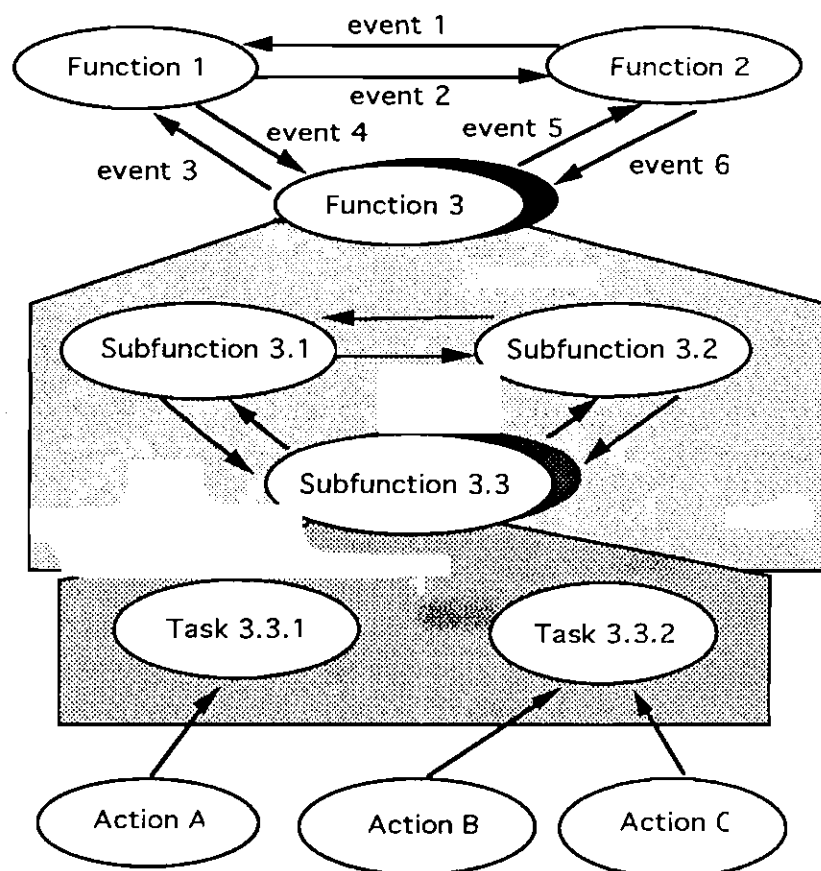 event 1
Function 1
Function 2
event 2
event 4
event 5
event 3
event 6
Function 3
Subfunction 3.1
Subfunction 3.2
Subfunction 3.3
Task 3.3.1
Task 3.3.2
Action A
Action B
Action C